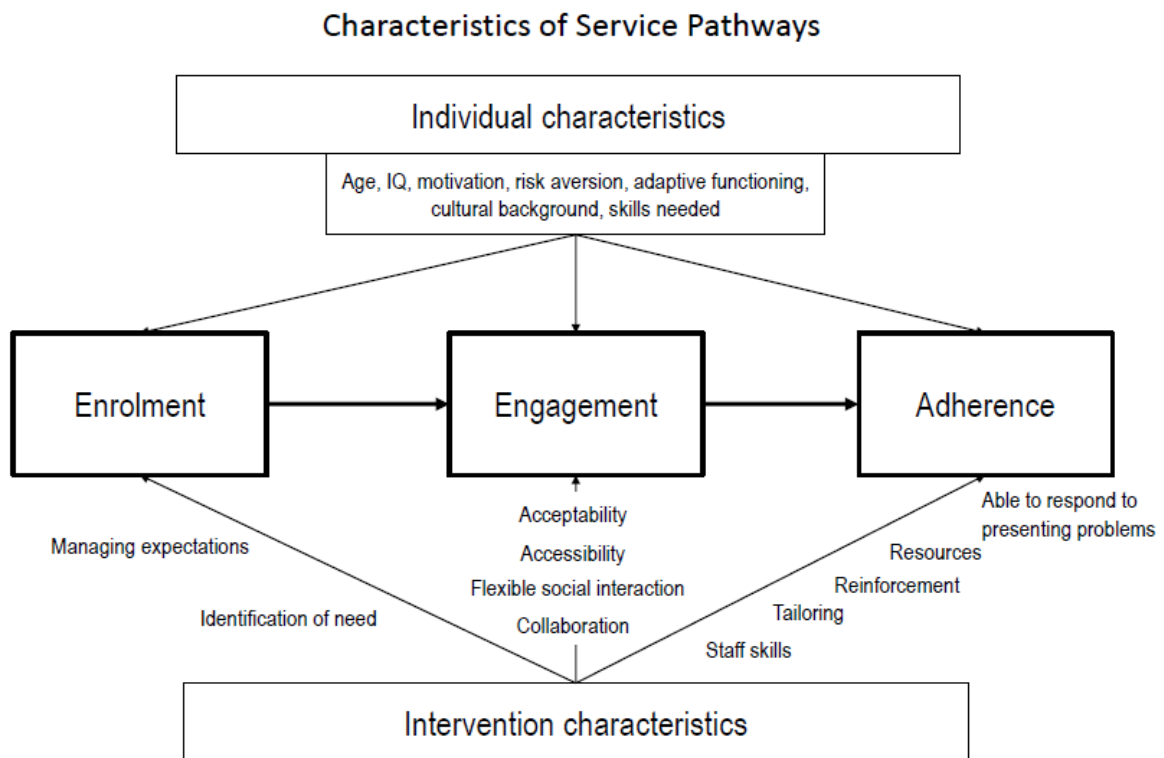 Characteristics of Service Pathways
Individual characteristics
Age, IQ, motivation, risk aversion, adaptive functioning,
cultural background, skills needed
Enrolment
Engagement
Adherence
Managing expectations
Identification of need
Acceptability
Accessibility
Flexible social interaction
Collaboration
Able to respond to
presenting problems
Resources
Reinforcement
Tailoring
Staff skills
Intervention characteristics